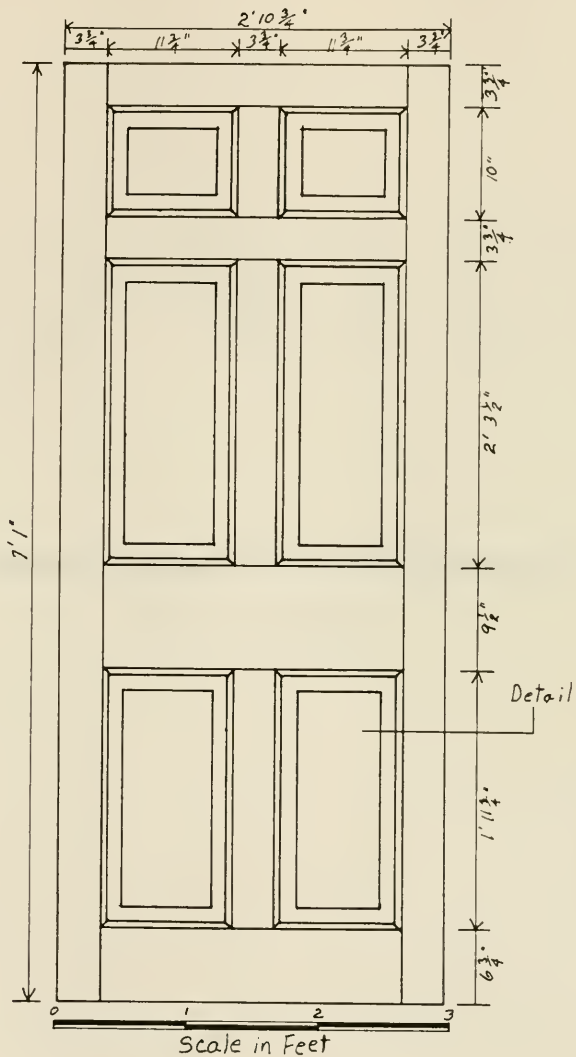 2' 10 3/4"
3 3/4" 11 3/4" 3 3/4" 11 3/4" 3 3/4"
3 3/4"
10"
3 3/4"
2' 3 1/2"
7' 1"
9 1/2"
Detail
1' 11 3/4"
6 3/4"
0 1 2 3
Scale in Feet